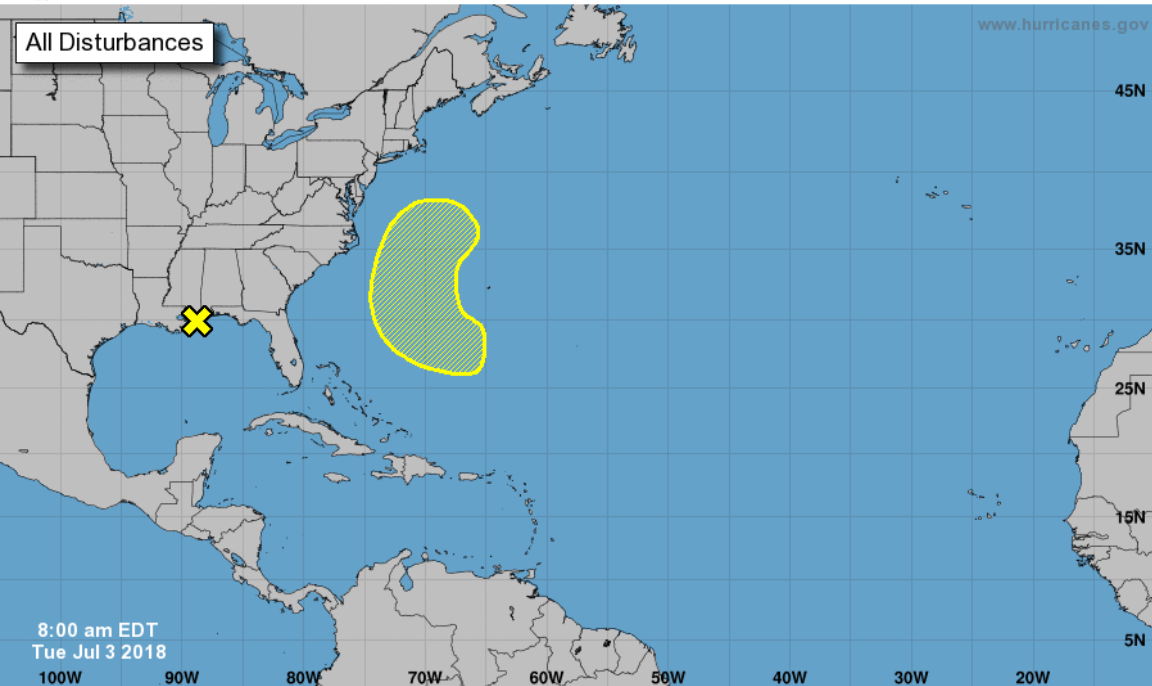 www.hurricanes.gov
All Disturbances
45N
35N
25N
15N
5N
8:00 am EDT
Tue Jul 3 2018
100W 90W 80W 70W 60W 50W 40W 30W 20W